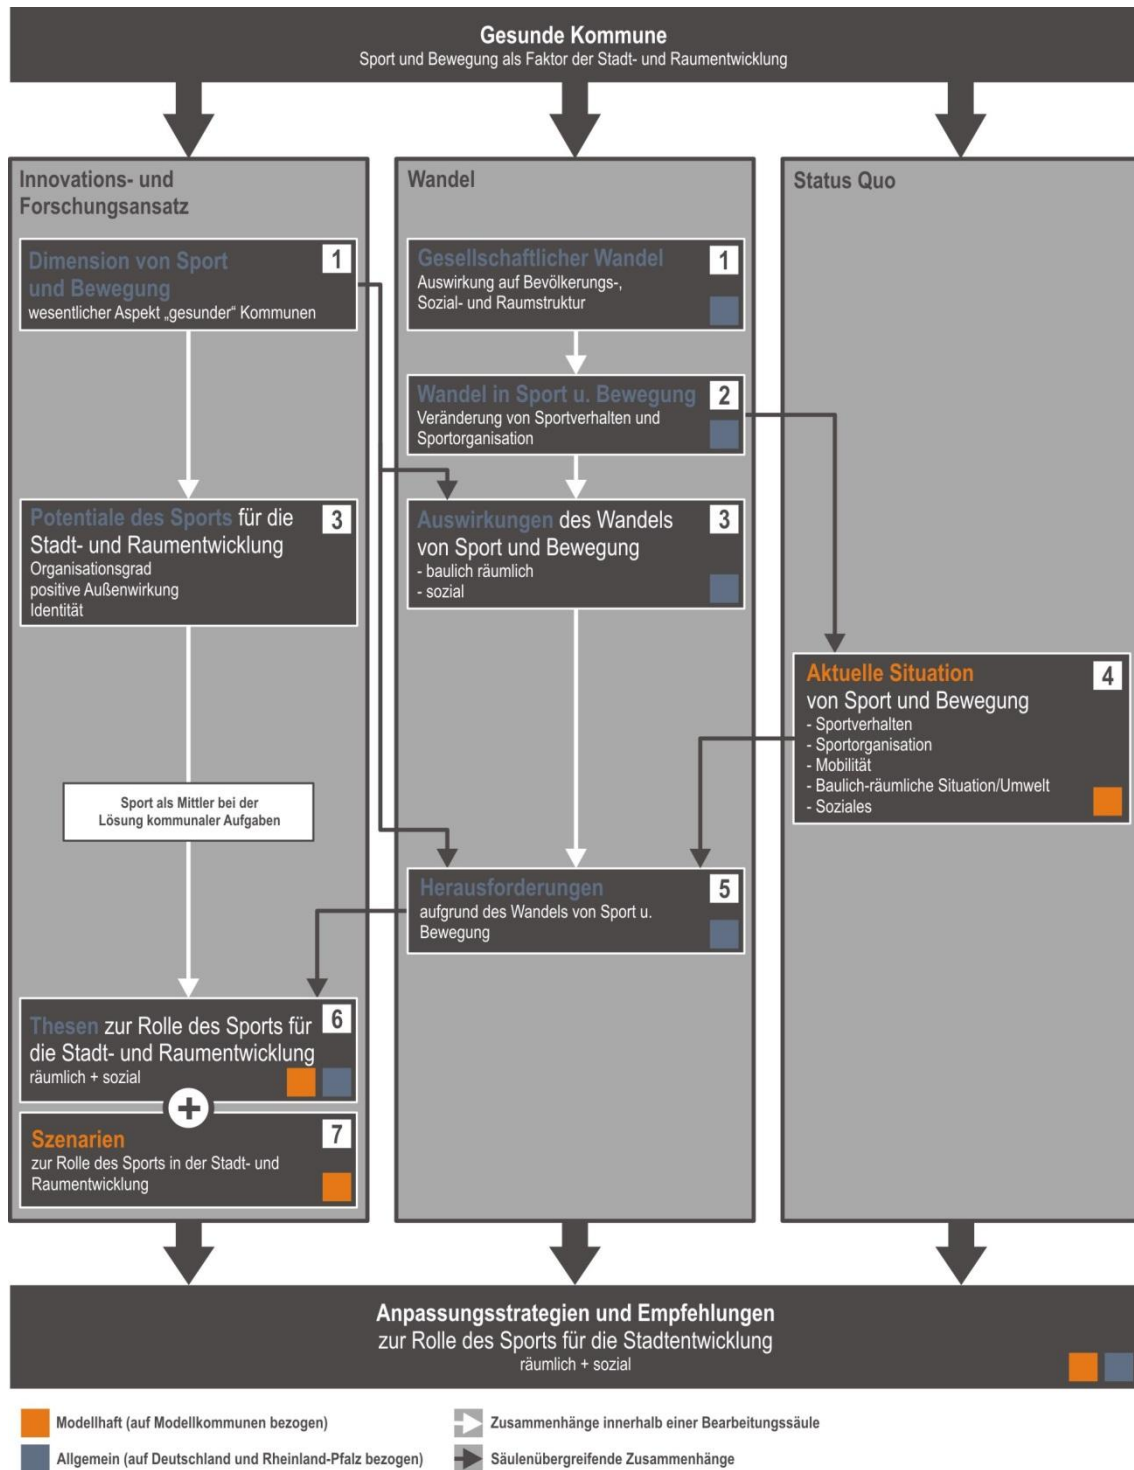 Gesunde Kommune
Sport und Bewegung als Faktor der Stadt- und Raumentwicklung
Innovations- und
Forschungsansatz
Dimension von Sport
und Bewegung
wesentlicher Aspekt „gesunder“ Kommunen
1
Potentiale des Sports für die
Stadt- und Raumentwicklung
Organisationsgrad
positive Außenwirkung
Identität
3
Sport als Mittler bei der
Lösung kommunaler Aufgaben
Thesen zur Rolle des Sports für
die Stadt- und Raumentwicklung
räumlich + sozial
6
+
Szenarien
zur Rolle des Sports in der Stadt- und
Raumentwicklung
7
Wandel
Gesellschaftlicher Wandel
Auswirkung auf Bevölkerungs-,
Sozial- und Raumstruktur
1
Wandel in Sport u. Bewegung
Veränderung von Sportverhalten und
Sportorganisation
2
Auswirkungen des Wandels
von Sport und Bewegung
- baulich räumlich
- sozial
3
Herausforderungen
aufgrund des Wandels von Sport u.
Bewegung
5
Status Quo
Aktuelle Situation
von Sport und Bewegung
- Sportverhalten
- Sportorganisation
- Mobilität
- Baulich-räumliche Situation/Umwelt
- Soziales
4
Anpassungsstrategien und Empfehlungen
zur Rolle des Sports für die Stadtentwicklung
räumlich + sozial
Modellhaft (auf Modellkommunen bezogen)
Allgemein (auf Deutschland und Rheinland-Pfalz bezogen)
Zusammenhänge innerhalb einer Bearbeitungssäule
Säulenübergreifende Zusammenhänge